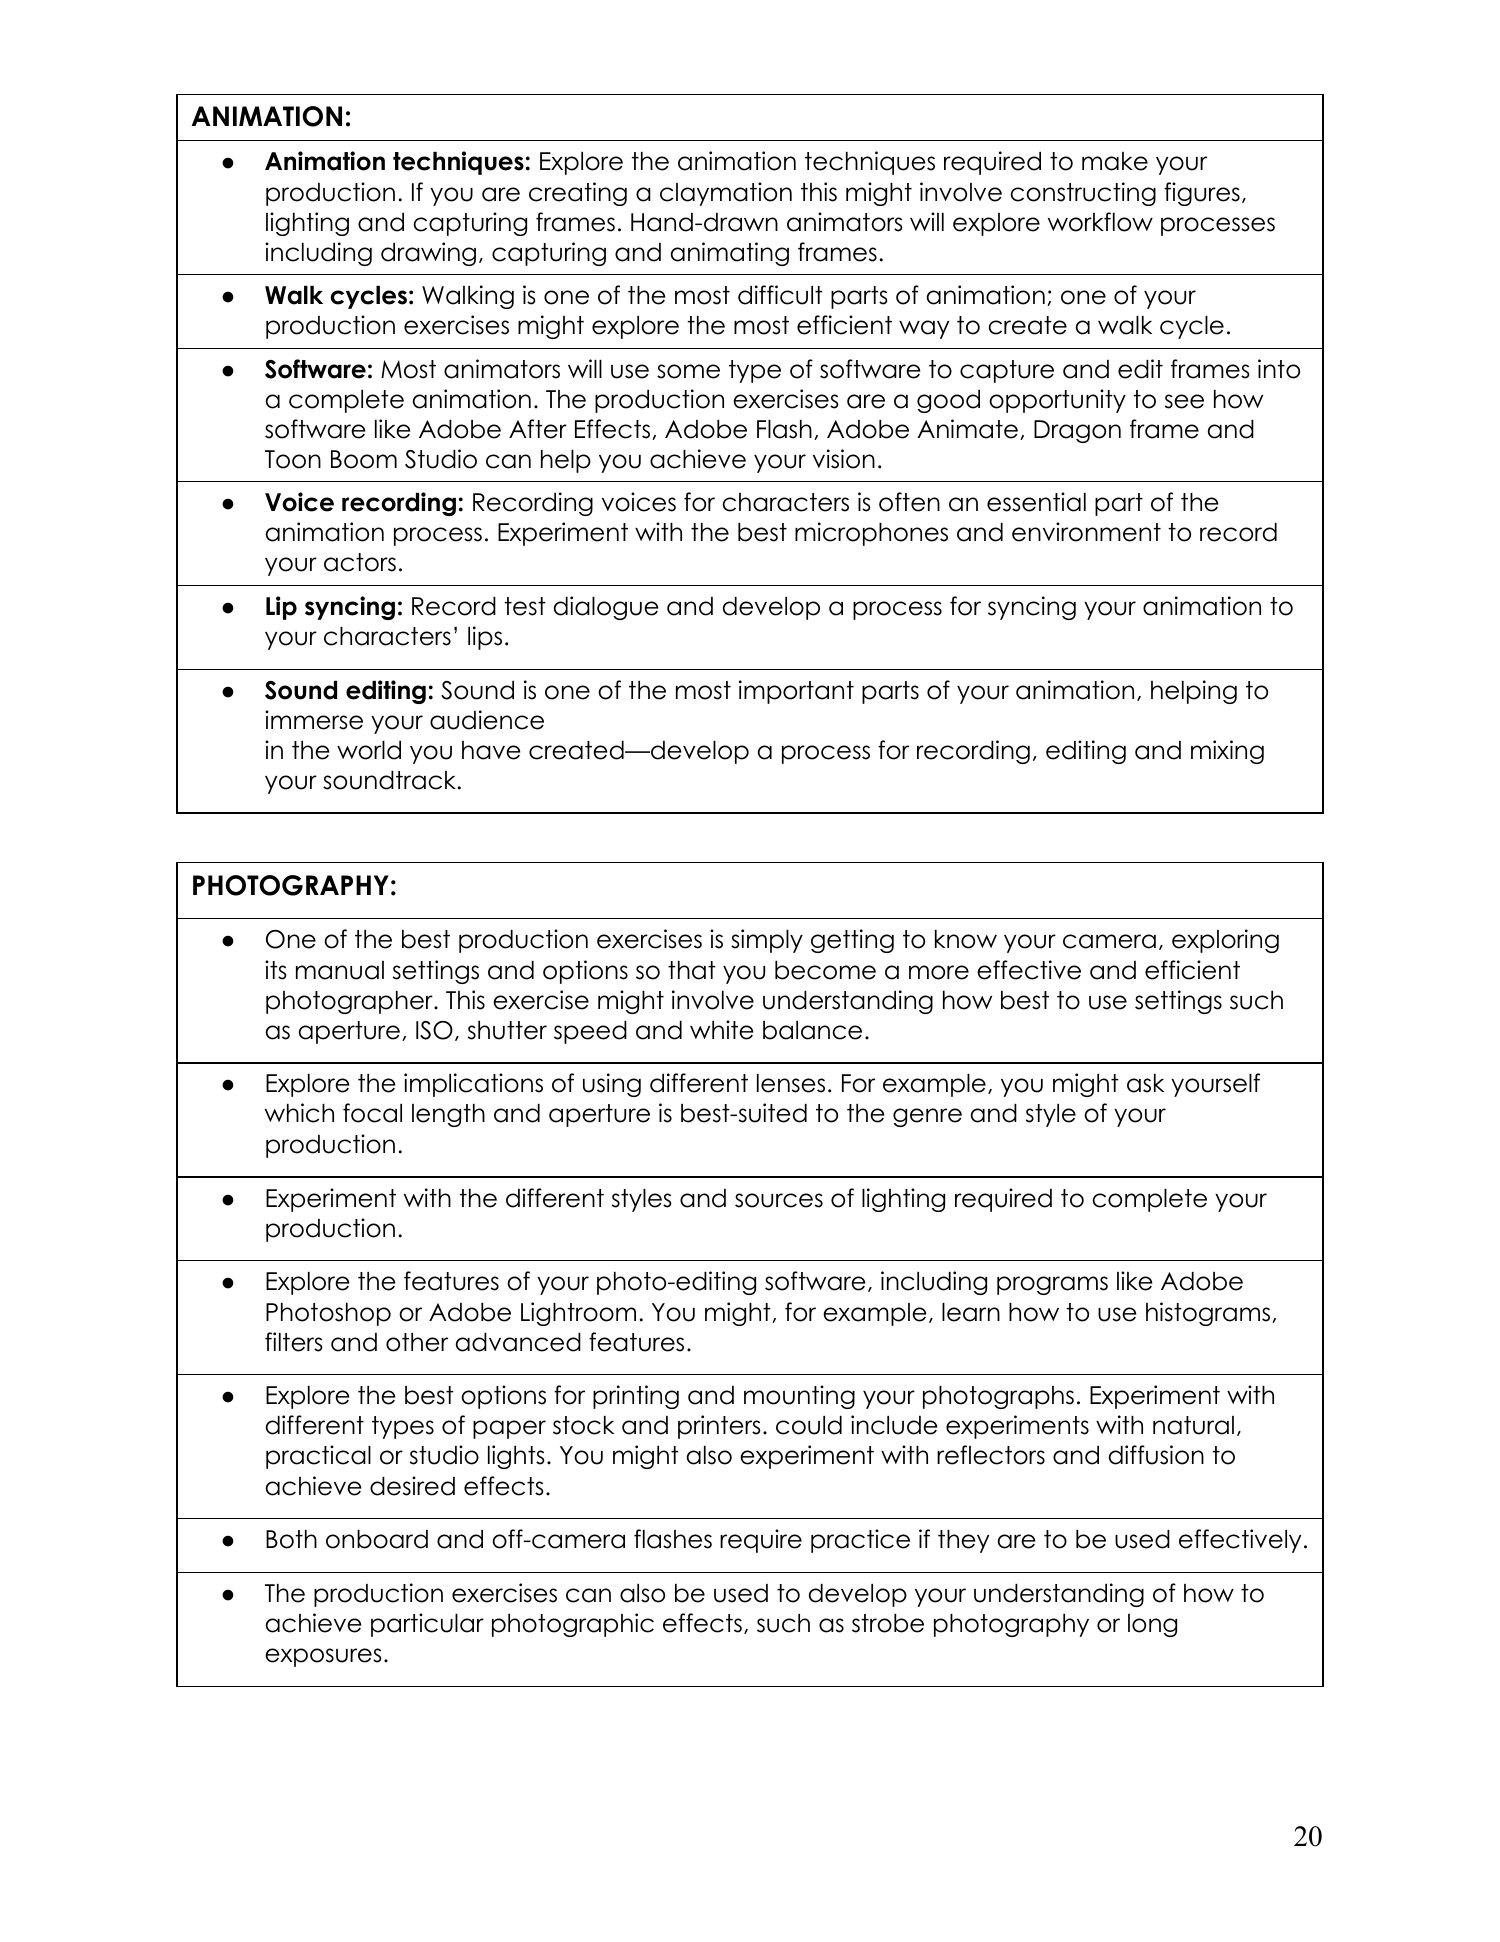 ANIMATION:
● Animation techniques: Explore the animation techniques required to make your
production. If you are creating a claymation this might involve constructing figures,
lighting and capturing frames. Hand-drawn animators will explore workflow processes
including drawing, capturing and animating frames.
● Walk cycles: Walking is one of the most difficult parts of animation; one of your
production exercises might explore the most efficient way to create a walk cycle.
● Software: Most animators will use some type of software to capture and edit frames into
a complete animation. The production exercises are a good opportunity to see how
software like Adobe After Effects, Adobe Flash, Adobe Animate, Dragon frame and
Toon Boom Studio can help you achieve your vision.
● Voice recording: Recording voices for characters is often an essential part of the
animation process. Experiment with the best microphones and environment to record
your actors.
● Lip syncing: Record test dialogue and develop a process for syncing your animation to
your characters’ lips.
● Sound editing: Sound is one of the most important parts of your animation, helping to
immerse your audience
in the world you have created—develop a process for recording, editing and mixing
your soundtrack.
PHOTOGRAPHY:
● One of the best production exercises is simply getting to know your camera, exploring
its manual settings and options so that you become a more effective and efficient
photographer. This exercise might involve understanding how best to use settings such
as aperture, ISO, shutter speed and white balance.
● Explore the implications of using different lenses. For example, you might ask yourself
which focal length and aperture is best-suited to the genre and style of your
production.
● Experiment with the different styles and sources of lighting required to complete your
production.
● Explore the features of your photo-editing software, including programs like Adobe
Photoshop or Adobe Lightroom. You might, for example, learn how to use histograms,
filters and other advanced features.
● Explore the best options for printing and mounting your photographs. Experiment with
different types of paper stock and printers. could include experiments with natural,
practical or studio lights. You might also experiment with reflectors and diffusion to
achieve desired effects.
● Both onboard and off-camera flashes require practice if they are to be used effectively.
● The production exercises can also be used to develop your understanding of how to
achieve particular photographic effects, such as strobe photography or long
exposures.
20